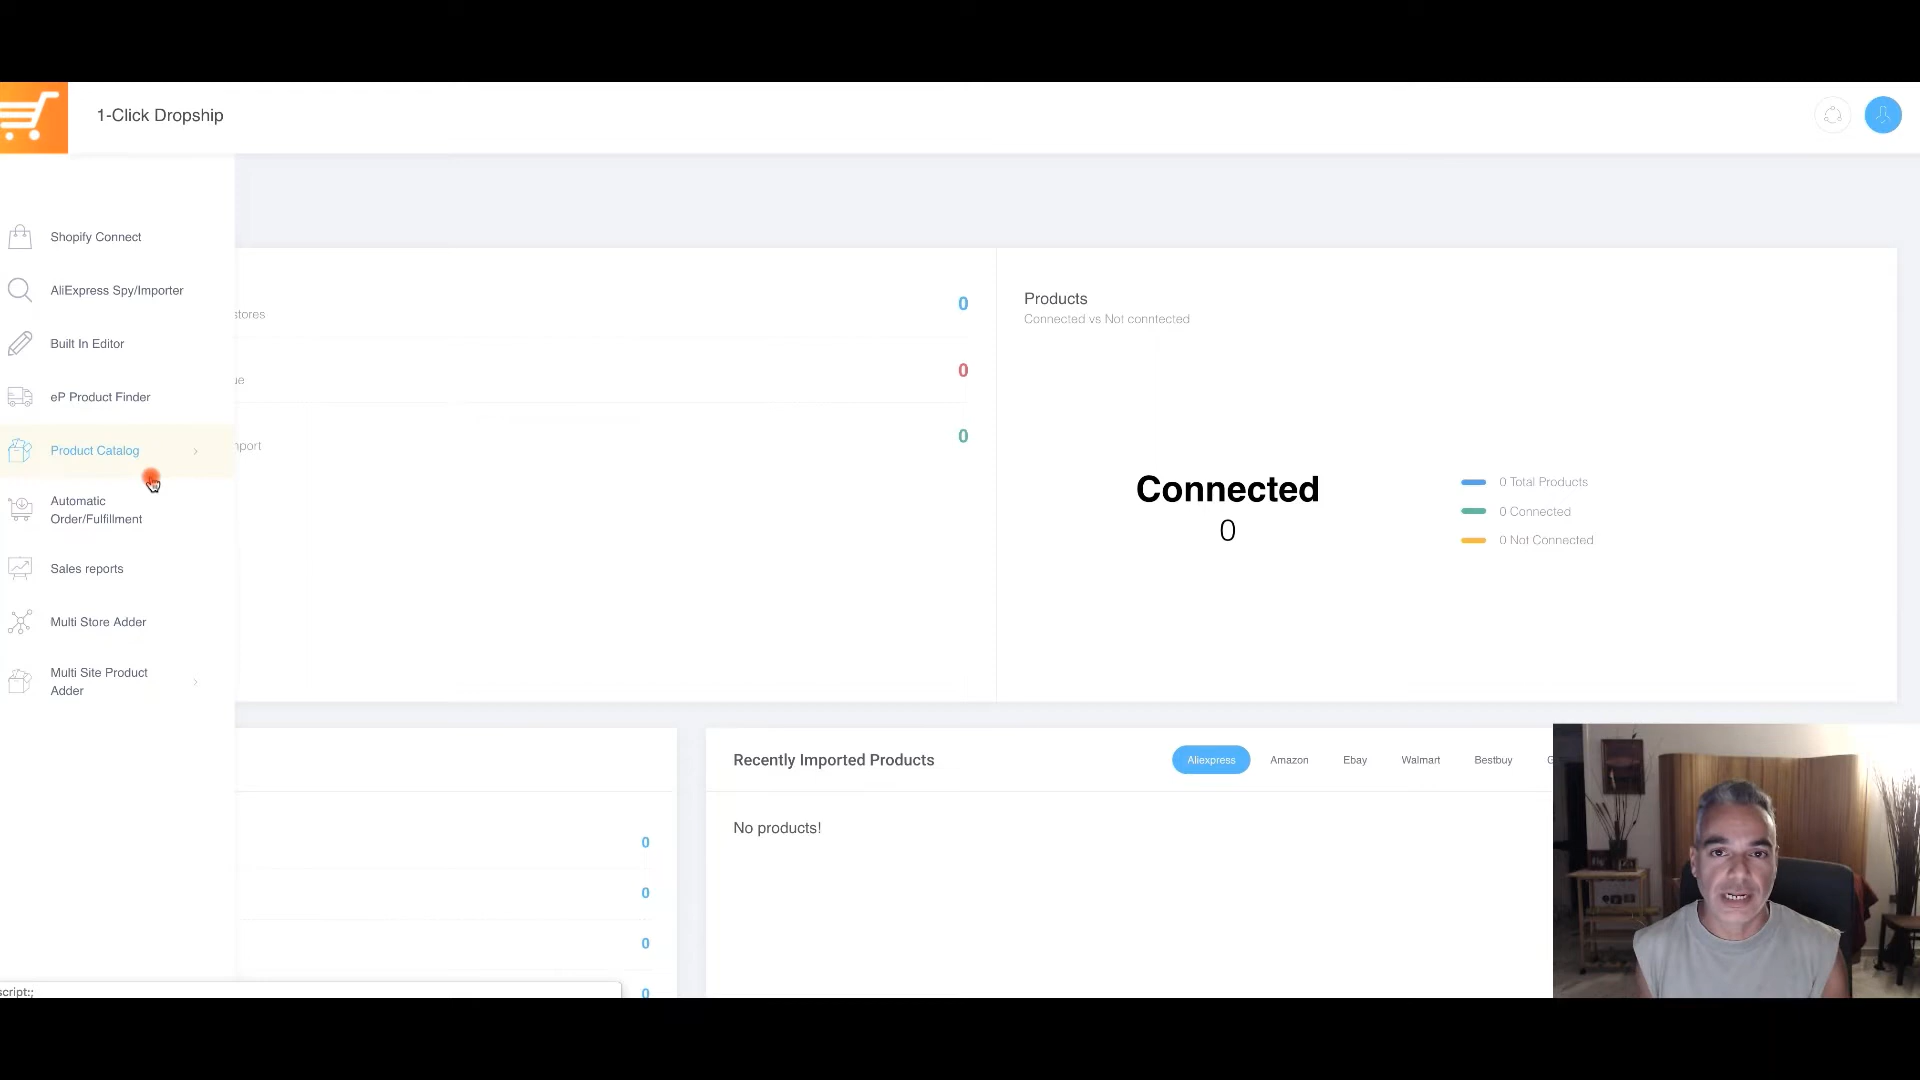 1-Click Dropship
Shopify Connect
AliExpress Spy/Importer
Built In Editor
eP Product Finder
Product Catalog
Automatic
Order/Fulfillment
Sales reports
Multi Store Adder
Multi Site Product
Adder
stores
0
ue
0
port
0
Products
Connected vs Not conntected
Connected
0
0 Total Products
0 Connected
0 Not Connected
0
0
0
0
Recently Imported Products
Aliexpress
Amazon
Ebay
Walmart
Bestbuy
No products!
script:;